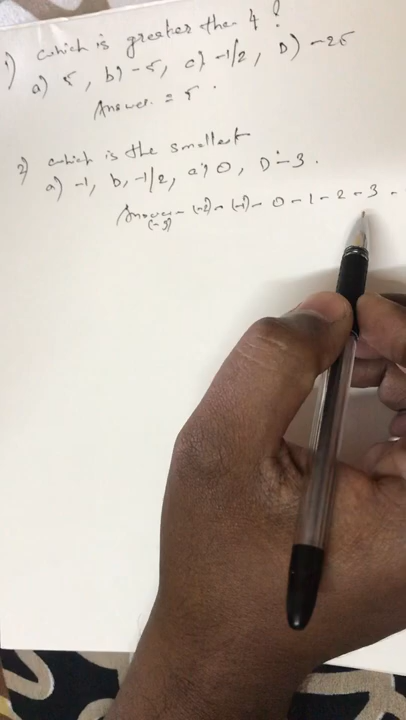 1) which is greater then 4 ?
a) 5, b) -5, c) -1/2, D) -25
Answer. = 5.
2) which is the smallest
a) -1, b, -1/2, a) 0, D -3.
Answer - (-2) - (-1) - 0 - 1 - 2 - 3 -
(-3)